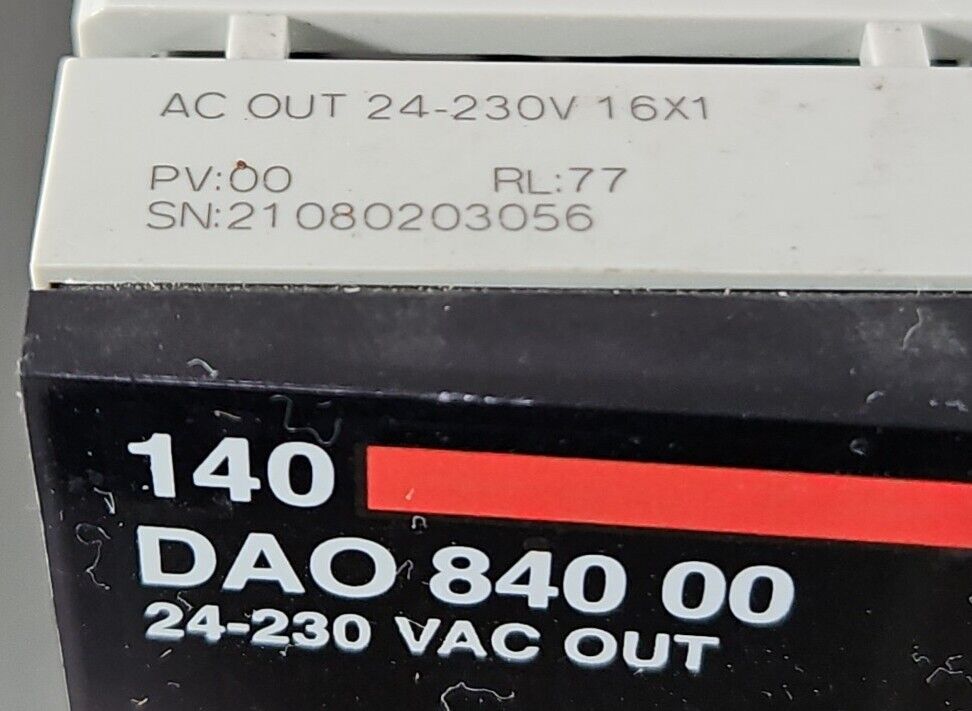 AC OUT 24-230V 16X1
PV:00 RL:77
SN:21080203056
140
DAO 840 00
24-230 VAC OUT